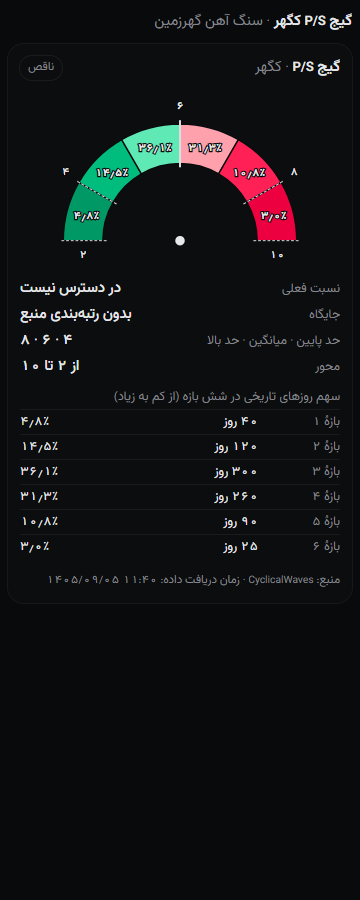 گیج P/S کگهر · سنگ آهن گهرزمین
گیج P/S · کگهر
ناقص
۶
۳۶٫۱٪
۳۱٫۳٪
۴
۱۴٫۵٪
۱۰٫۸٪
۸
۴٫۸٪
۳٫۰٪
۲
۱۰
نسبت فعلی
در دسترس نیست
جایگاه
بدون رتبه‌بندی منبع
حد پایین · میانگین · حد بالا
۴ · ۶ · ۸
محور
از ۲ تا ۱۰
سهم روزهای تاریخی در شش بازه (از کم به زیاد)
بازهٔ ۱ ۴۰ روز ۴٫۸٪
بازهٔ ۲ ۱۲۰ روز ۱۴٫۵٪
بازهٔ ۳ ۳۰۰ روز ۳۶٫۱٪
بازهٔ ۴ ۲۶۰ روز ۳۱٫۳٪
بازهٔ ۵ ۹۰ روز ۱۰٫۸٪
بازهٔ ۶ ۲۵ روز ۳٫۰٪
منبع: CyclicalWaves · زمان دریافت داده: ۱۴۰۵/۰۹/۰۵ ۱۱:۴۰